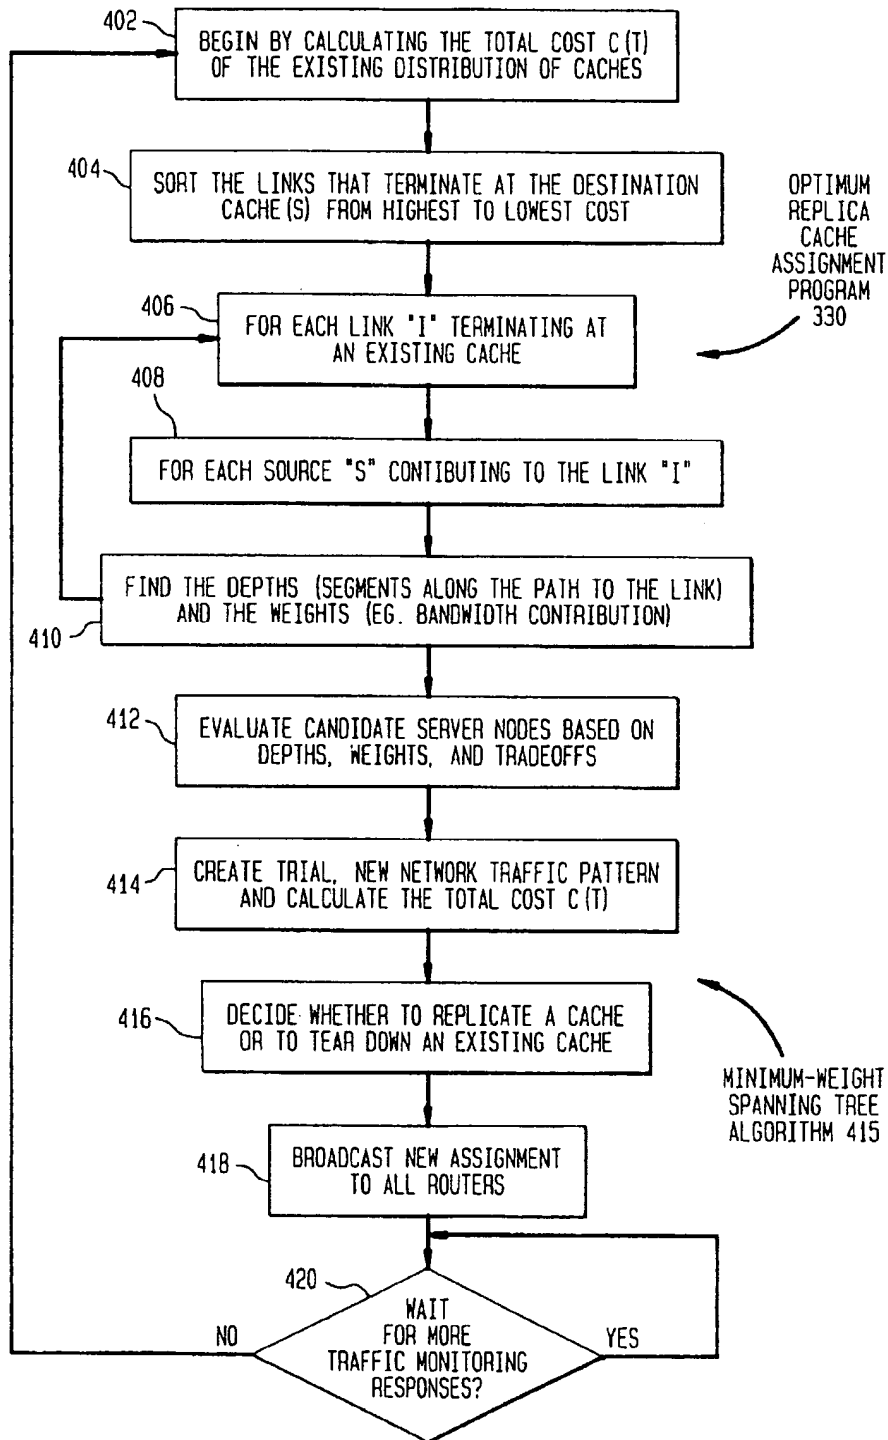 402
BEGIN BY CALCULATING THE TOTAL COST C(T)
OF THE EXISTING DISTRIBUTION OF CACHES
404
SORT THE LINKS THAT TERMINATE AT THE DESTINATION
CACHE(S) FROM HIGHEST TO LOWEST COST
OPTIMUM
REPLICA
CACHE
ASSIGNMENT
PROGRAM
330
406
FOR EACH LINK "I" TERMINATING AT
AN EXISTING CACHE
408
FOR EACH SOURCE "S" CONTIBUTING TO THE LINK "I"
FIND THE DEPTHS (SEGMENTS ALONG THE PATH TO THE LINK)
AND THE WEIGHTS (EG. BANDWIDTH CONTRIBUTION)
410
412
EVALUATE CANDIDATE SERVER NODES BASED ON
DEPTHS, WEIGHTS, AND TRADEOFFS
414
CREATE TRIAL, NEW NETWORK TRAFFIC PATTERN
AND CALCULATE THE TOTAL COST C(T)
416
DECIDE WHETHER TO REPLICATE A CACHE
OR TO TEAR DOWN AN EXISTING CACHE
MINIMUM-WEIGHT
SPANNING TREE
ALGORITHM 415
418
BROADCAST NEW ASSIGNMENT
TO ALL ROUTERS
420
WAIT
FOR MORE
TRAFFIC MONITORING
RESPONSES?
NO
YES